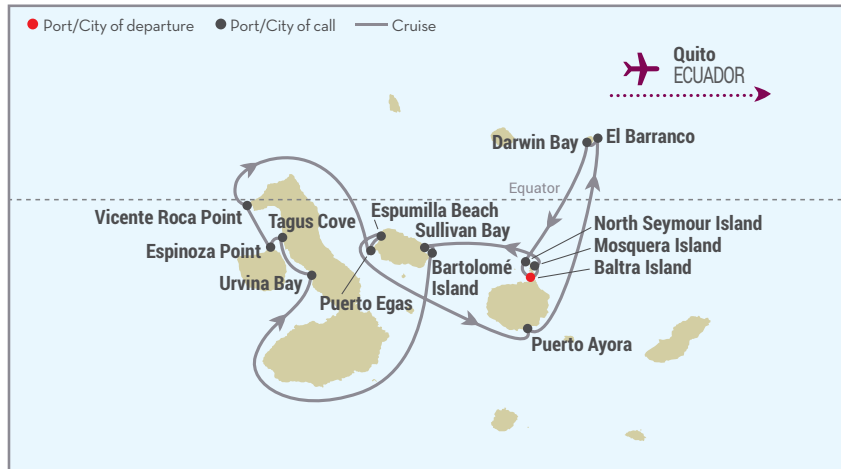 Port/City of departure
Port/City of call
Cruise
Quito
ECUADOR
Darwin Bay
El Barranco
Equator
Vicente Roca Point
Tagus Cove
Espumilla Beach
Sullivan Bay
North Seymour Island
Mosquera Island
Baltra Island
Espinoza Point
Bartolomé
Island
Urvina Bay
Puerto Egas
Puerto Ayora